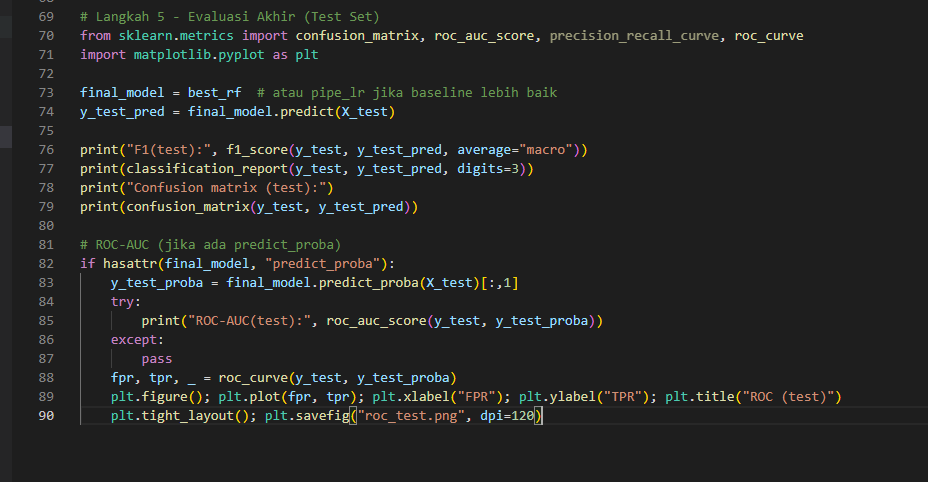 69 # Langkah 5 - Evaluasi Akhir (Test Set)
70 from sklearn.metrics import confusion_matrix, roc_auc_score, precision_recall_curve, roc_curve
71 import matplotlib.pyplot as plt
72
73 final_model = best_rf  # atau pipe_lr jika baseline lebih baik
74 y_test_pred = final_model.predict(X_test)
75
76 print("F1(test):", f1_score(y_test, y_test_pred, average="macro"))
77 print(classification_report(y_test, y_test_pred, digits=3))
78 print("Confusion matrix (test):")
79 print(confusion_matrix(y_test, y_test_pred))
80
81 # ROC-AUC (jika ada predict_proba)
82 if hasattr(final_model, "predict_proba"):
83     y_test_proba = final_model.predict_proba(X_test)[:,1]
84     try:
85         print("ROC-AUC(test):", roc_auc_score(y_test, y_test_proba))
86     except:
87         pass
88     fpr, tpr, _ = roc_curve(y_test, y_test_proba)
89     plt.figure(); plt.plot(fpr, tpr); plt.xlabel("FPR"); plt.ylabel("TPR"); plt.title("ROC (test)")
90     plt.tight_layout(); plt.savefig("roc_test.png", dpi=120)